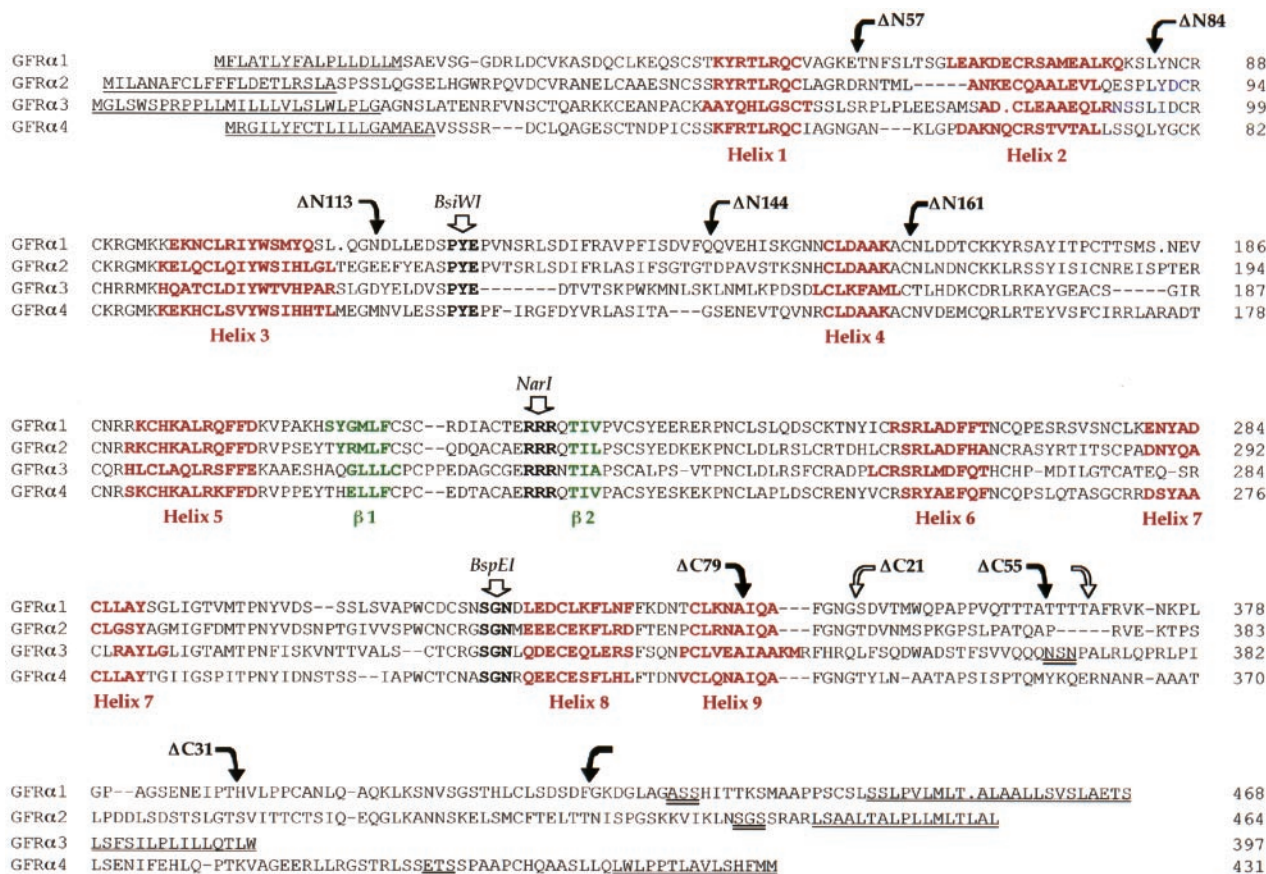 ΔN57 ΔN84
GFRα1 MFLATLYFALPLLDLLMSAEVSG-GDRLDCVKASDQCLKEQSCSTKYRTLRQCVAGKETNFSLTSGLEAKDECRSAMEALKQKSLYNCR 88
GFRα2 MILANAFCLFFFLDETLRSLASPSSLQGSELHGWRPQVDCVRANELCAAESNCSSRYRTLRQCLAGRDRNTML----ANKECQAALEVLQESPLYDCR 94
GFRα3 MGLSWSPRPPLLMILLLVLSLWLPLGAGNSLATENRFVNSCTQARKKCEANPACKAAYQHLGSCTSSLSRPLPLEESAMSAD.CLEAAEQLRNSSLIDCR 99
GFRα4 MRGILYFCTLILLGAMAEAVSSSR---DCLQAGESCTNDPICSSKFRTLRQCIAGNGAN---KLGPDAKNQCRSTVTALLSSQLYGCK 82
Helix 1 Helix 2
ΔN113 BsiWI ΔN144 ΔN161
GFRα1 CKRGMKKEKNCLRIYWSMYQSL.QGNDLLEDSPYEPVNSRLSDIFRAVPFISDVFQQVEHISKGNNCLDAAKACNLDDTCKKYRSAYITPCTTSMS.NEV 186
GFRα2 CKRGMKKELQCLQIYWSIHLGLTEGEEFYEASPYEPVTSRLSDIFRLASIFSGTGTDPAVSTKSNHCLDAAKACNLNDNCKKLRSSYISICNREISPTER 194
GFRα3 CHRRMKHQATCLDIYWTVHPARSLGDYELDVSPYE-------DTVTSKPWKMNLSKLNMLKPDSDLCLKFAMLCTLHDKCDRLRKAYGEACS-----GIR 187
GFRα4 CKRGMKKEKHCLSVYWSIHHTLMEGMNVLESSPYEPF-IRGFDYVRLASITA---GSENEVTQVNRCLDAAKACNVDEMCQRLRTEYVSFCIRRLARADT 178
Helix 3 Helix 4
NarI
GFRα1 CNRRKCHKALRQFFDKVPAKHSYGMLFCSC--RDIACTERRRQTIVPVCSYEERERPNCLSLQDSCKTNYICRSRLADFFTNCQPESRSVSNCLKENYAD 284
GFRα2 CNRRKCHKALRQFFDRVPSEYTYRMLFCSC--QDQACAERRRQTILPSCSYEDKEKPNCLDLRSLCRTDHLCRSRLADFHANCRASYRTITSCPADNYQA 292
GFRα3 CQRHLCLAQLRSFFEKAAESHAQGLLLCPCPPEDAGCGERRRNTIAPSCALPS-VTPNCLDLRSFCRADPLCRSRLMDFQTHCHP-MDILGTCATEQ-SR 284
GFRα4 CNRSKCHKALRKFFDRVPPEYTHELLFCPC--EDTACAERRRQTIVPACSYESKEKPNCLAPLDSCRENYVCRSRYAEFQFNCQPSLQTASGCRRDSYAA 276
Helix 5 β1 β2 Helix 6 Helix 7
BspEI ΔC79 ΔC21 ΔC55
GFRα1 CLLAYSGLIGTVMTPNYVDS--SSLSVAPWCDCSNSGNDLEDCLKFLNFFKDNTCLKNAIQA---FGNGSDVTMWQPAPPVQTTTATTTTAFRVK-NKPL 378
GFRα2 CLGSYAGMIGFDMTPNYVDSNPTGIVVSPWCNCRGSGNMEEECEKFLRDFTENPCLRNAIQA---FGNGTDVNMSPKGPSLPATQAP-----RVE-KTPS 383
GFRα3 CLRAYLGLIGTAMTPNFISKVNTTVALS--CTCRGSGNLQDECEQLERSFSQNPCLVEAIAAKMRFHRQLFSQDWADSTFSVVQQQNSNPALRLQPRLPI 382
GFRα4 CLLAYTGIIGSPITPNYIDNSTSS--IAPWCTCNASGNRQEECESFLHLFTDNVCLQNAIQA---FGNGTYLN-AATAPSISPTQMYKQERNANR-AAAT 370
Helix 7 Helix 8 Helix 9
ΔC31
GFRα1 GP--AGSENEIPTHVLPPCANLQ-AQKLKSNVSGSTHLCLSDSDFGKDGLAGASSHITTKSMAAPPSCSLSSLPVLMLT.ALAALLSVSLAETS 468
GFRα2 LPDDLSDSTSLGTSVITTCTSIQ-EQGLKANNSKELSMCFTELTTNISPGSKKVIKLNSGSSRARLSAALTALPLLMLTLAL 464
GFRα3 LSFSILPLILLQTLW 397
GFRα4 LSENIFEHLQ-PTKVAGEERLLRGSTRLSSETSSPAAPCHQAASLLQLWLPPTLAVLSHFMM 431